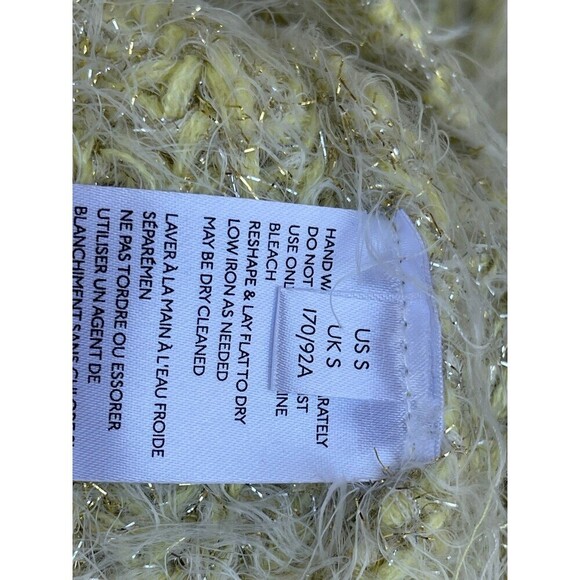 US S
UK S
170/92A
HAND W RATELY
DO NOT ST
USE ONL INE
BLEACH
RESHAPE & LAY FLAT TO DRY
LOW IRON AS NEEDED
MAY BE DRY CLEANED
LAVER À LA MAIN À L'EAU FROIDE
SÉPARÉMEN
NE PAS TORDRE OU ESSORER
UTILISER UN AGENT DE
BLANCHIMENT SANS